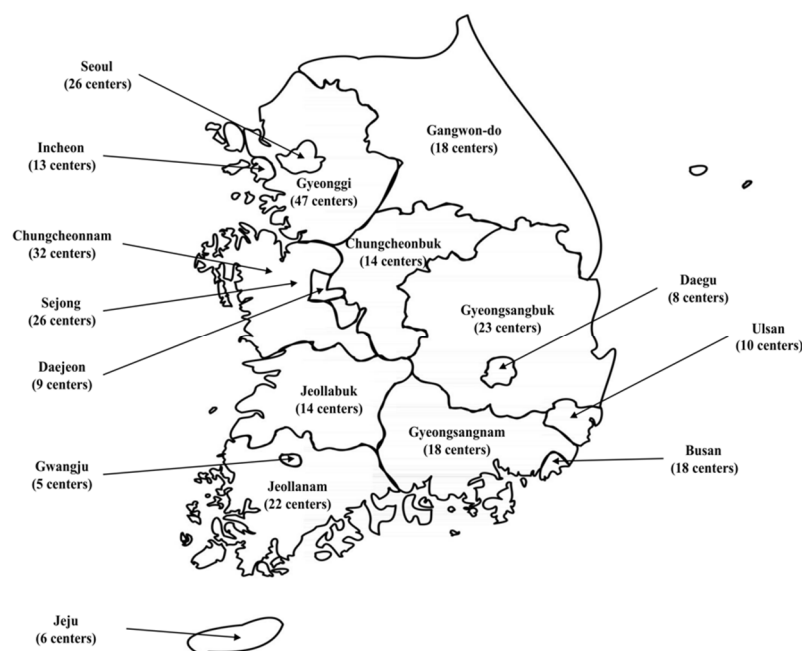 Seoul
(26 centers)
Incheon
(13 centers)
Gangwon-do
(18 centers)
Gyeonggi
(47 centers)
Chungcheonnam
(32 centers)
Chungcheonbuk
(14 centers)
Sejong
(26 centers)
Daegu
(8 centers)
Gyeongsangbuk
(23 centers)
Ulsan
(10 centers)
Daejeon
(9 centers)
Jeollabuk
(14 centers)
Gyeongsangnam
(18 centers)
Busan
(18 centers)
Gwangju
(5 centers)
Jeollanam
(22 centers)
Jeju
(6 centers)